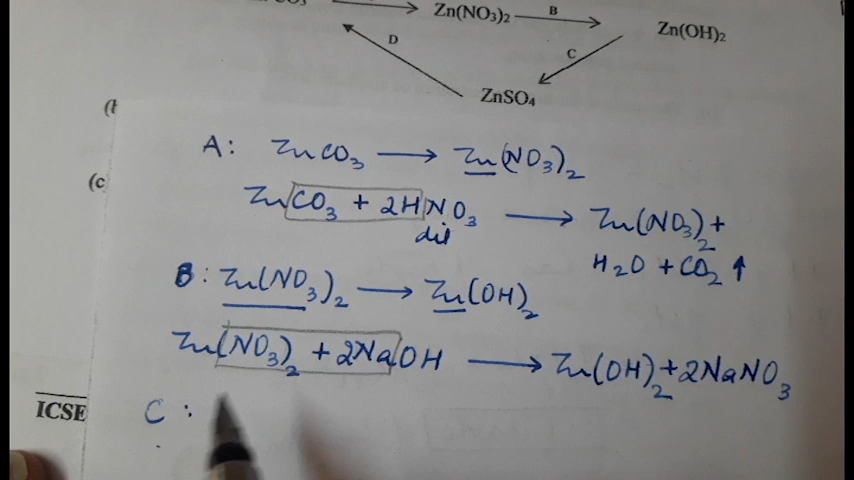 Zn(NO₃)₂ B
Zn(OH)₂
D C
ZnSO₄
A: ZnCO₃ → Zn(NO₃)₂
(c
ZnCO₃ + 2HNO₃ → Zn(NO₃)₂ +
dil
H₂O + CO₂ ↑
B: Zn(NO₃)₂ → Zn(OH)₂
Zn(NO₃)₂ + 2NaOH → Zn(OH)₂ + 2NaNO₃
ICSE
C :